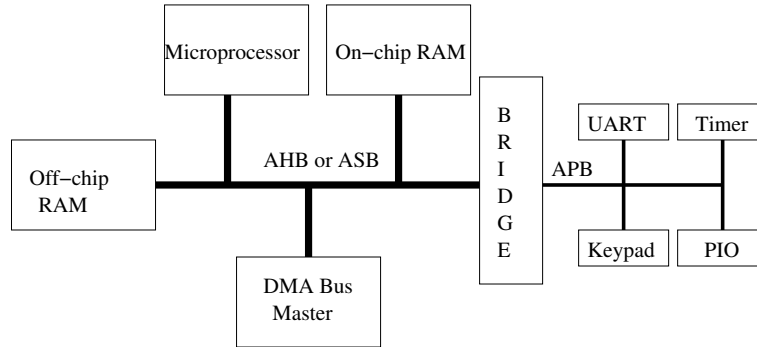 Microprocessor
On-chip RAM
B
R
I
D
G
E
UART
Timer
AHB or ASB
APB
Off-chip
RAM
Keypad
PIO
DMA Bus
Master